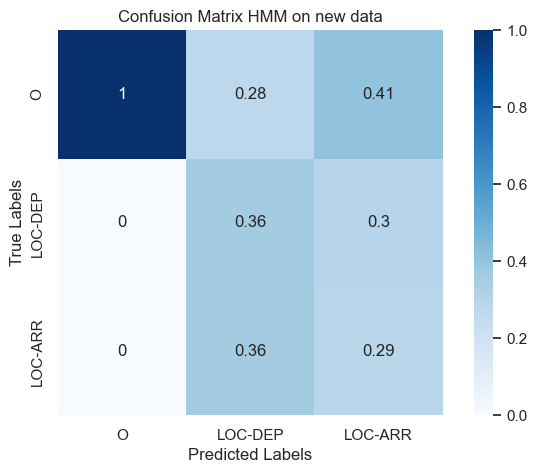 Confusion Matrix HMM on new data
True Labels
O
1
0.28
0.41
LOC-DEP
0
0.36
0.3
LOC-ARR
0
0.36
0.29
O
LOC-DEP
LOC-ARR
Predicted Labels
1.0
0.8
0.6
0.4
0.2
0.0